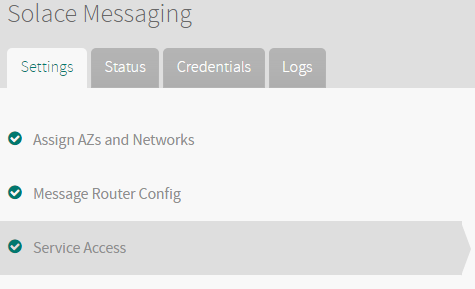 Solace Messaging
Settings Status Credentials Logs
Assign AZs and Networks
Message Router Config
Service Access